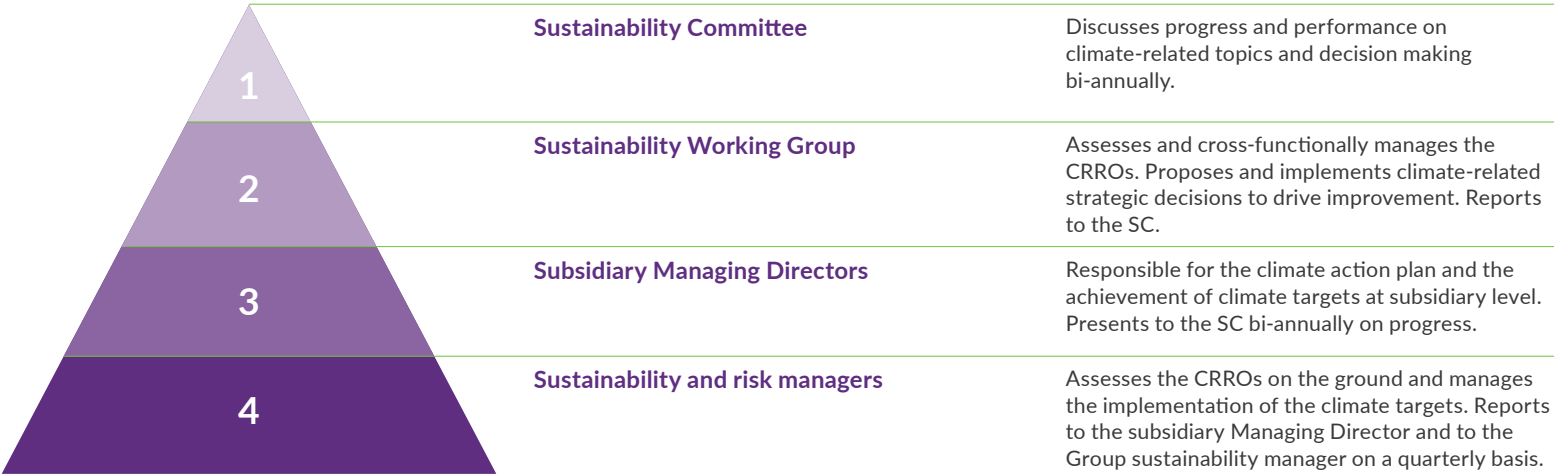 1
Sustainability Committee
Discusses progress and performance on
climate-related topics and decision making
bi-annually.
2
Sustainability Working Group
Assesses and cross-functionally manages the
CRROs. Proposes and implements climate-related
strategic decisions to drive improvement. Reports
to the SC.
3
Subsidiary Managing Directors
Responsible for the climate action plan and the
achievement of climate targets at subsidiary level.
Presents to the SC bi-annually on progress.
4
Sustainability and risk managers
Assesses the CRROs on the ground and manages
the implementation of the climate targets. Reports
to the subsidiary Managing Director and to the
Group sustainability manager on a quarterly basis.